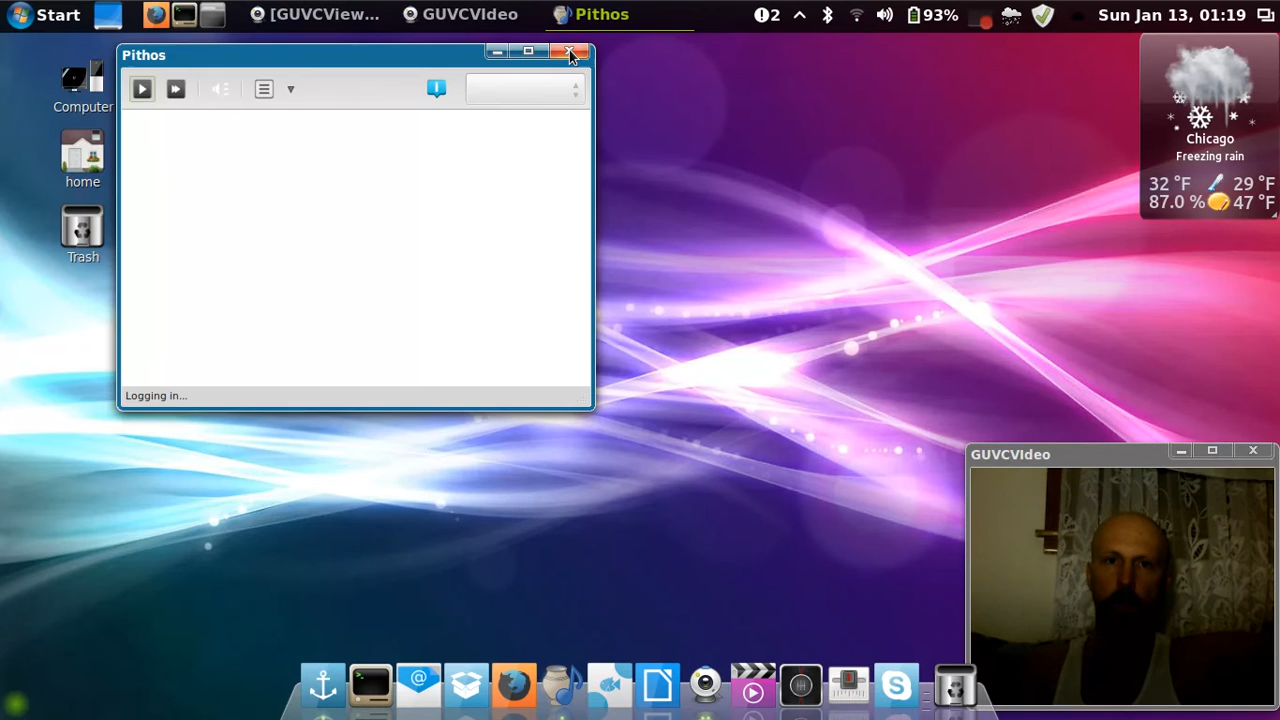 Start
[GUVCView...
GUVCVIdeo
Pithos
2
93%
Sun Jan 13, 01:19
Pithos
Computer
home
Trash
Logging in...
Chicago
Freezing rain
32 °F 29 °F
87.0 % 47 °F
GUVCVIdeo